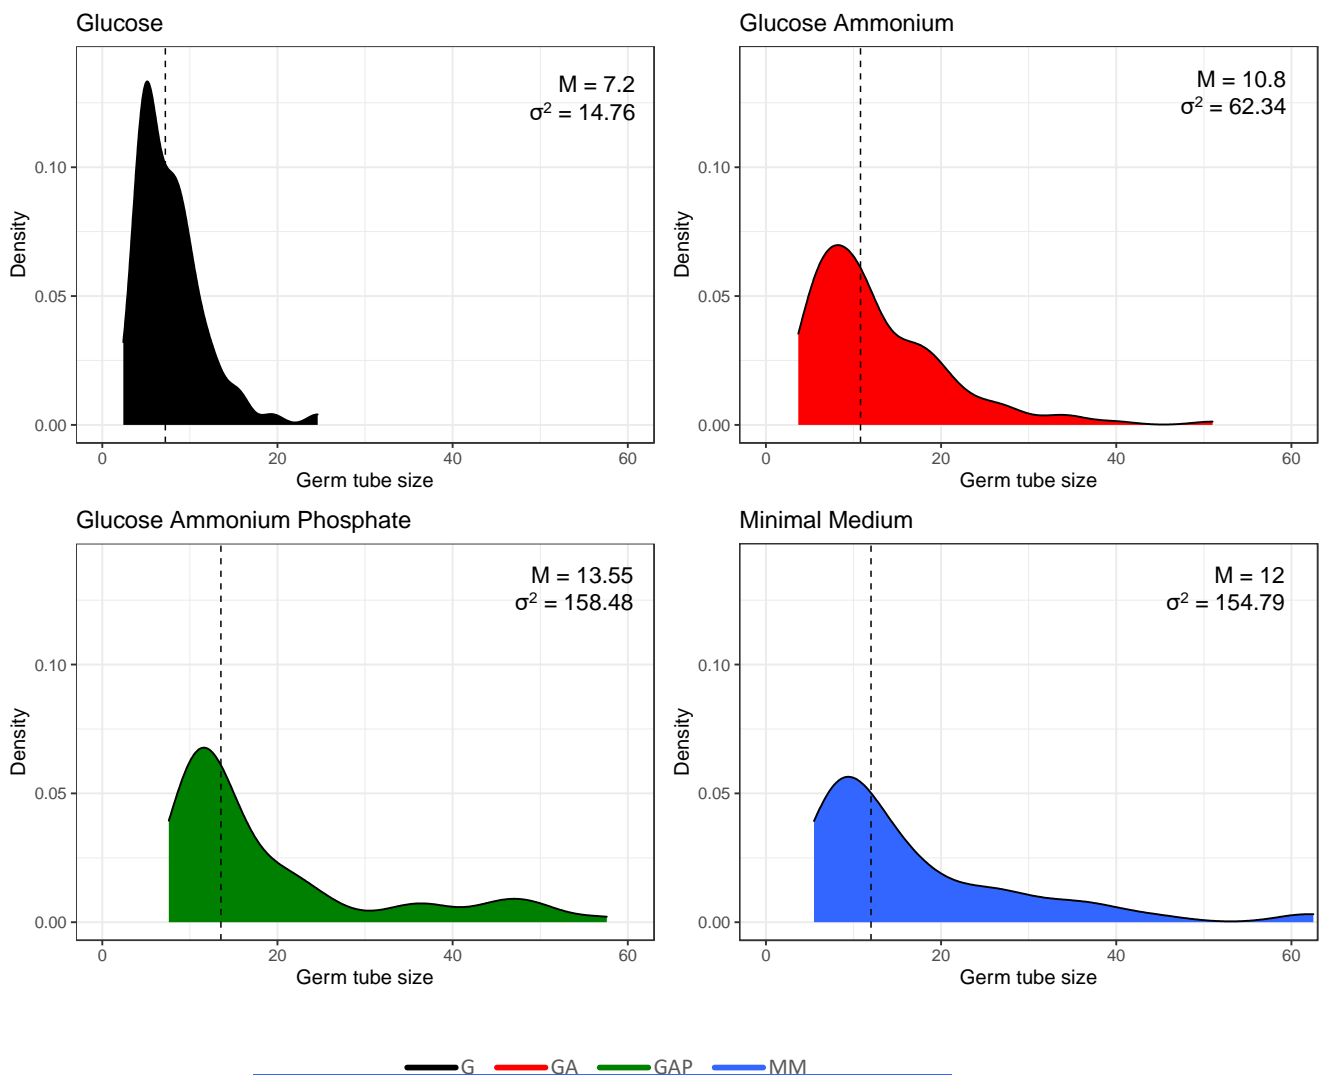 Glucose
M = 7.2
σ² = 14.76
0.10
0.05
0.00
Density
0 20 40 60
Germ tube size
Glucose Ammonium
M = 10.8
σ² = 62.34
0.10
0.05
0.00
Density
0 20 40 60
Germ tube size
Glucose Ammonium Phosphate
M = 13.55
σ² = 158.48
0.10
0.05
0.00
Density
0 20 40 60
Germ tube size
Minimal Medium
M = 12
σ² = 154.79
0.10
0.05
0.00
Density
0 20 40 60
Germ tube size
G GA GAP MM